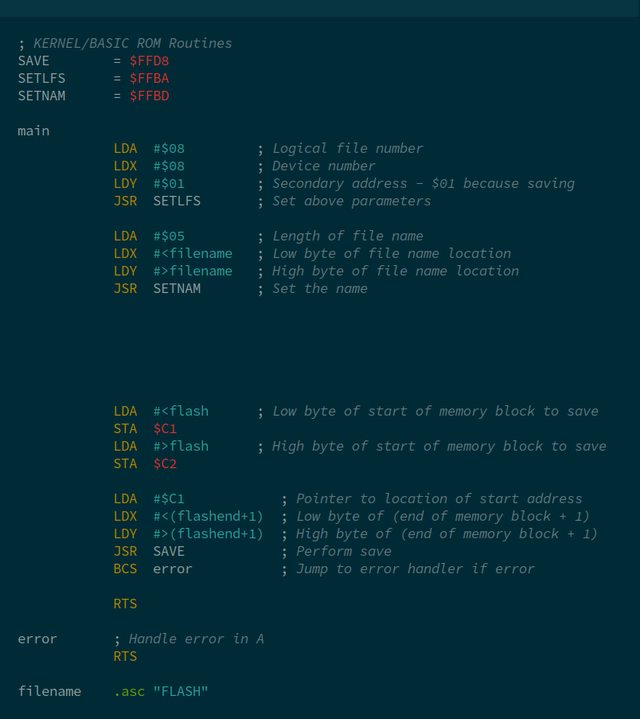 ; KERNEL/BASIC ROM Routines
SAVE = $FFD8
SETLFS = $FFBA
SETNAM = $FFBD
main
LDA #$08 ; Logical file number
LDX #$08 ; Device number
LDY #$01 ; Secondary address – $01 because saving
JSR SETLFS ; Set above parameters
LDA #$05 ; Length of file name
LDX #<filename ; Low byte of file name location
LDY #>filename ; High byte of file name location
JSR SETNAM ; Set the name
LDA #<flash ; Low byte of start of memory block to save
STA $C1
LDA #>flash ; High byte of start of memory block to save
STA $C2
LDA #$C1 ; Pointer to location of start address
LDX #<(flashend+1) ; Low byte of (end of memory block + 1)
LDY #>(flashend+1) ; High byte of (end of memory block + 1)
JSR SAVE ; Perform save
BCS error ; Jump to error handler if error
RTS
error ; Handle error in A
RTS
filename .asc "FLASH"